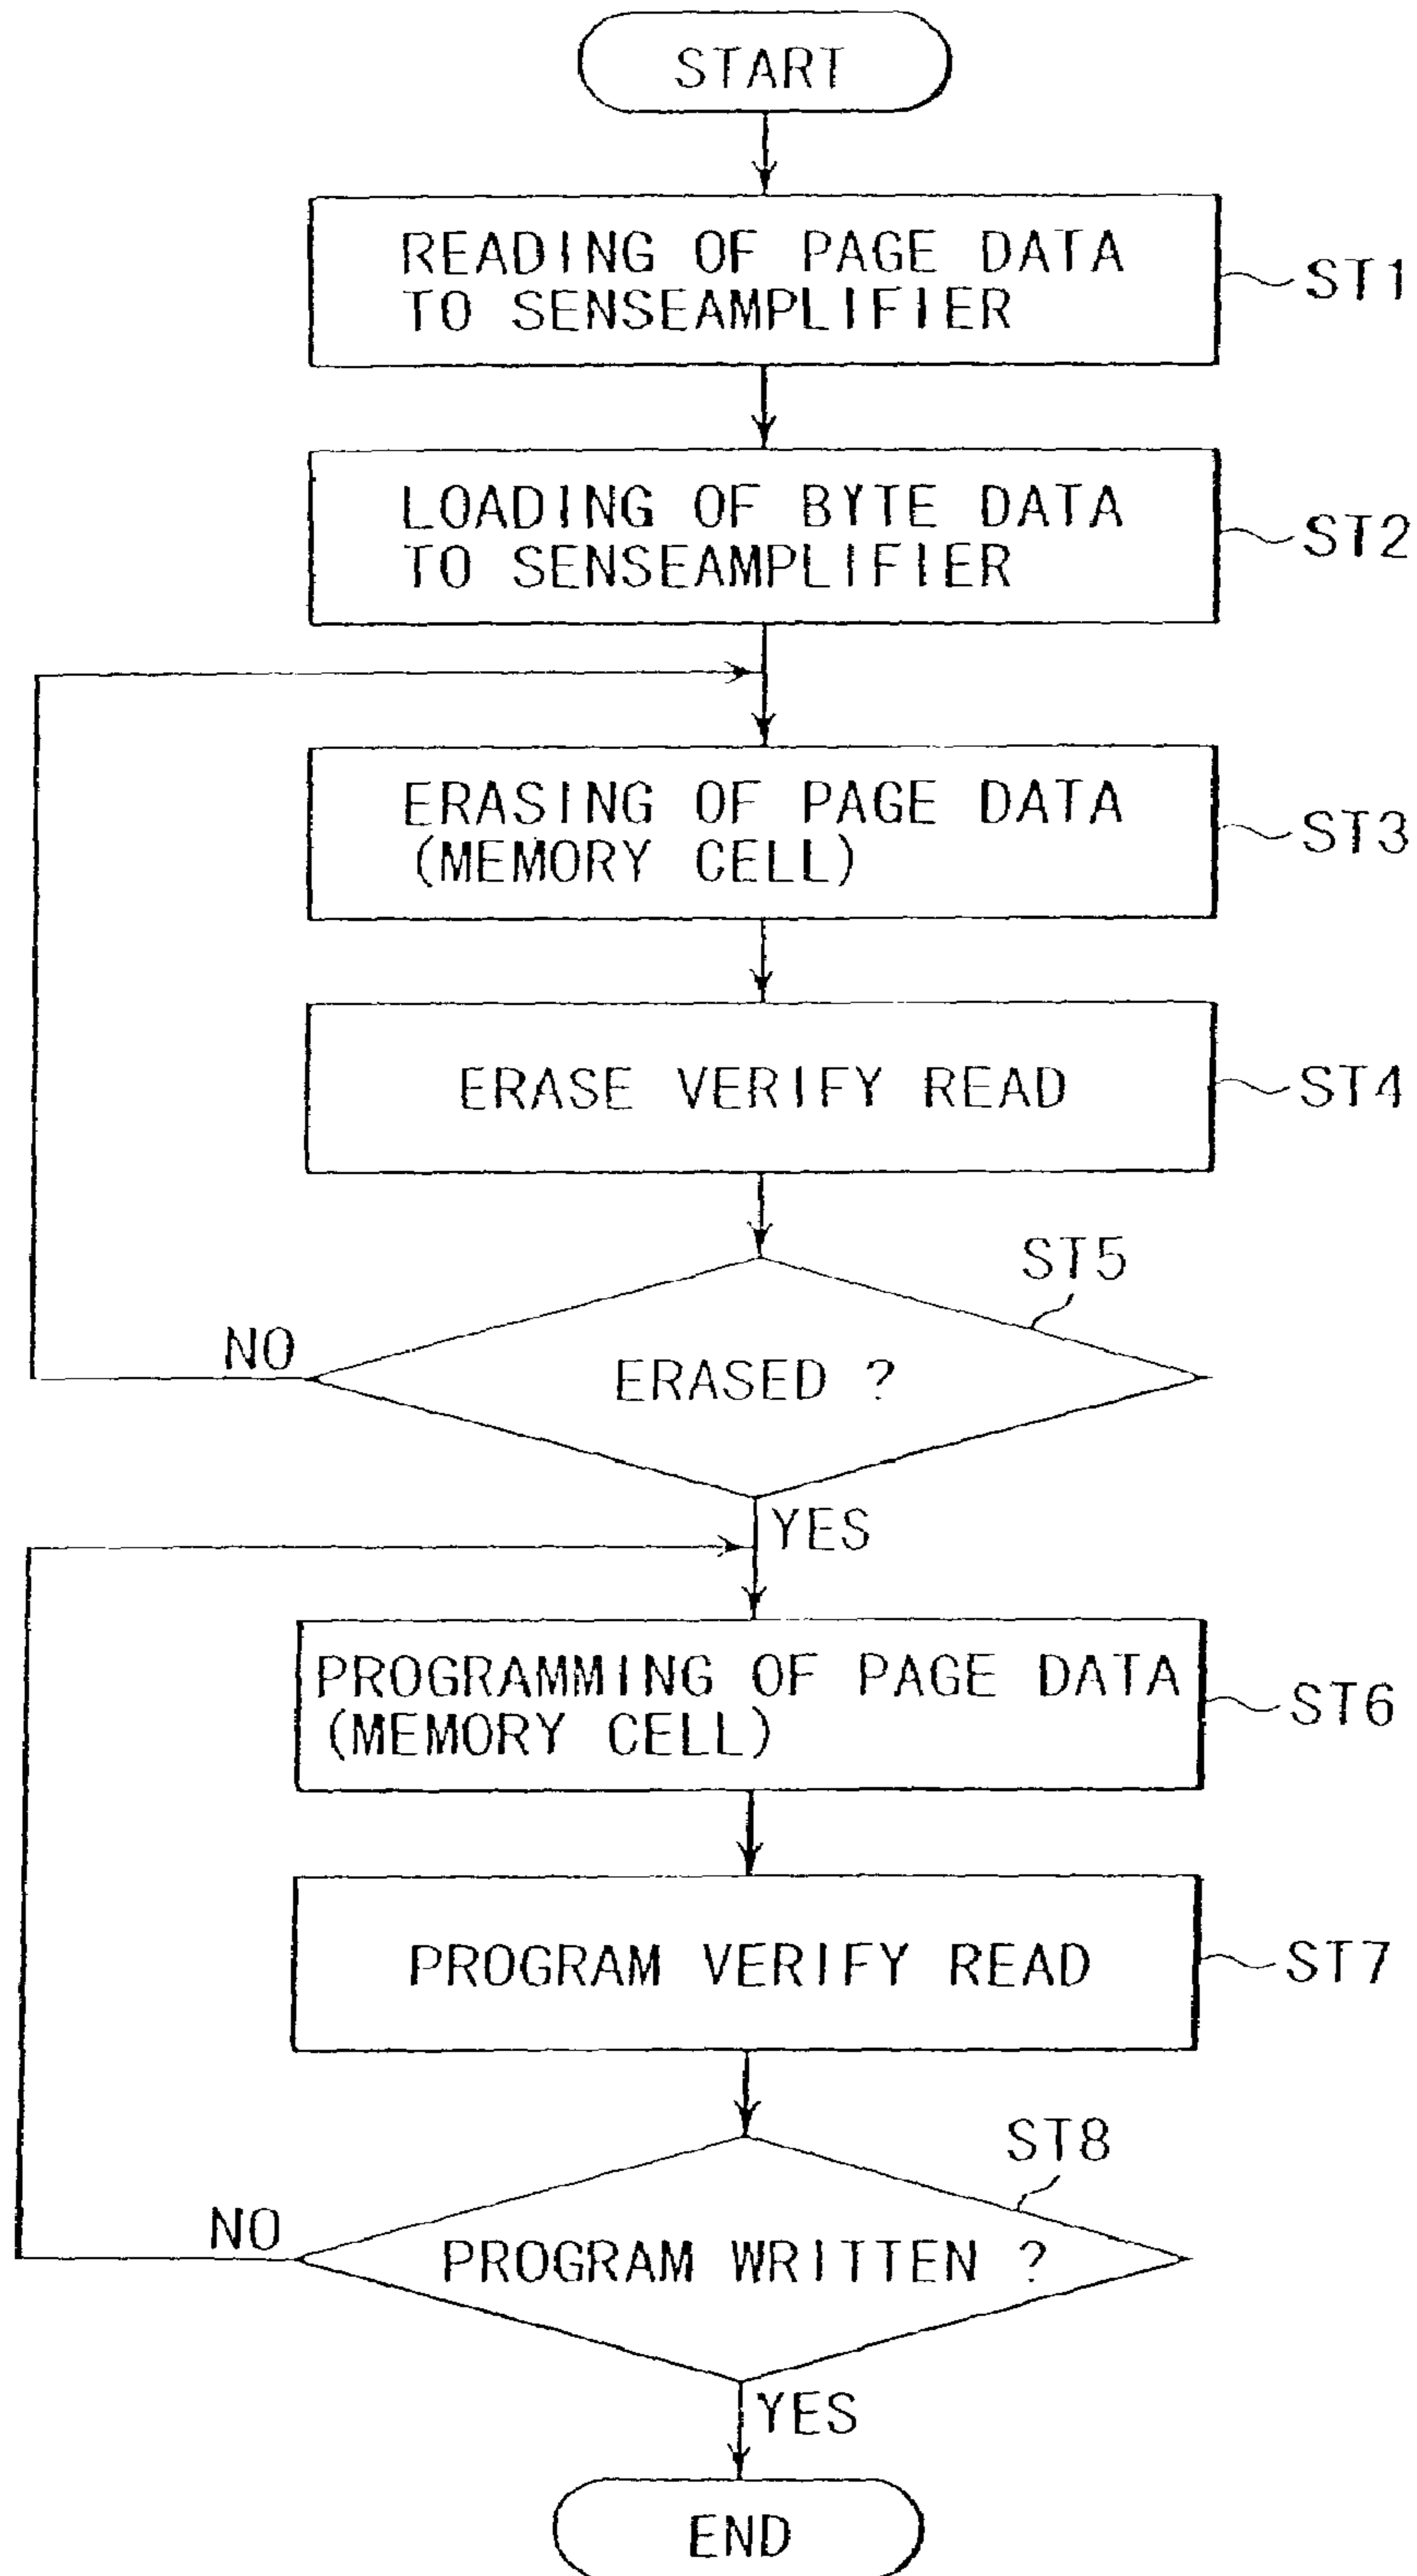 START
READING OF PAGE DATA
TO SENSEAMPLIFIER
ST1
LOADING OF BYTE DATA
TO SENSEAMPLIFIER
ST2
ERASING OF PAGE DATA
(MEMORY CELL)
ST3
ERASE VERIFY READ
ST4
ST5
NO
ERASED ?
YES
PROGRAMMING OF PAGE DATA
(MEMORY CELL)
ST6
PROGRAM VERIFY READ
ST7
ST8
NO
PROGRAM WRITTEN ?
YES
END